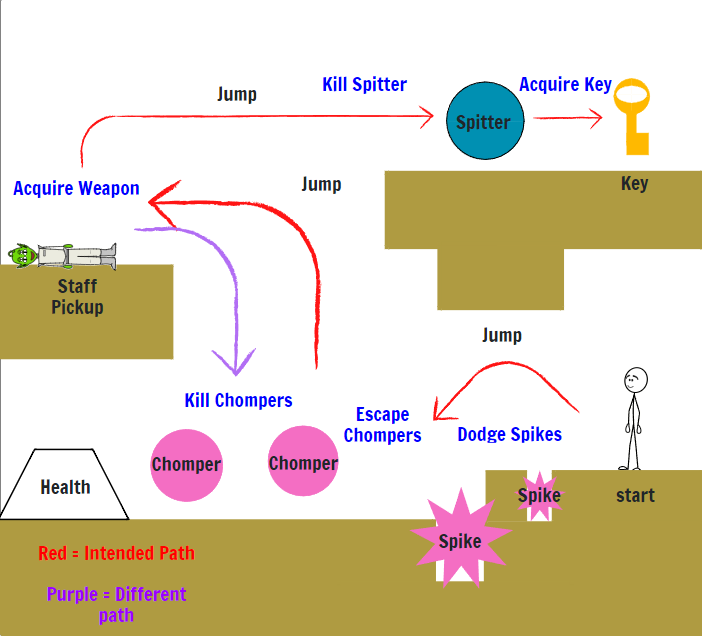 Kill Spitter
Acquire Key
Jump
Spitter
Acquire Weapon
Jump
Key
Staff
Pickup
Jump
Kill Chompers
Escape
Chompers
Dodge Spikes
Chomper
Chomper
Health
Spike
start
Spike
Red = Intended Path
Purple = Different
path